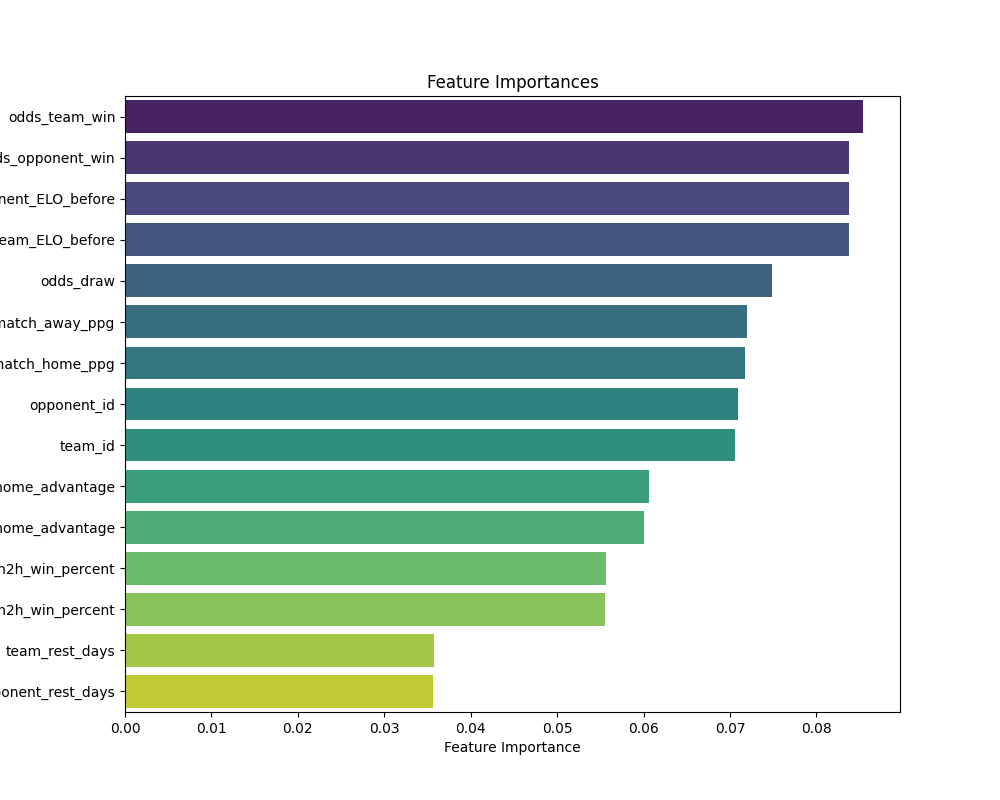 Feature Importances
odds_team_win
ds_opponent_win
nent_ELO_before
eam_ELO_before
odds_draw
match_away_ppg
match_home_ppg
opponent_id
team_id
home_advantage
home_advantage
h2h_win_percent
h2h_win_percent
team_rest_days
ponent_rest_days
0.00 0.01 0.02 0.03 0.04 0.05 0.06 0.07 0.08
Feature Importance